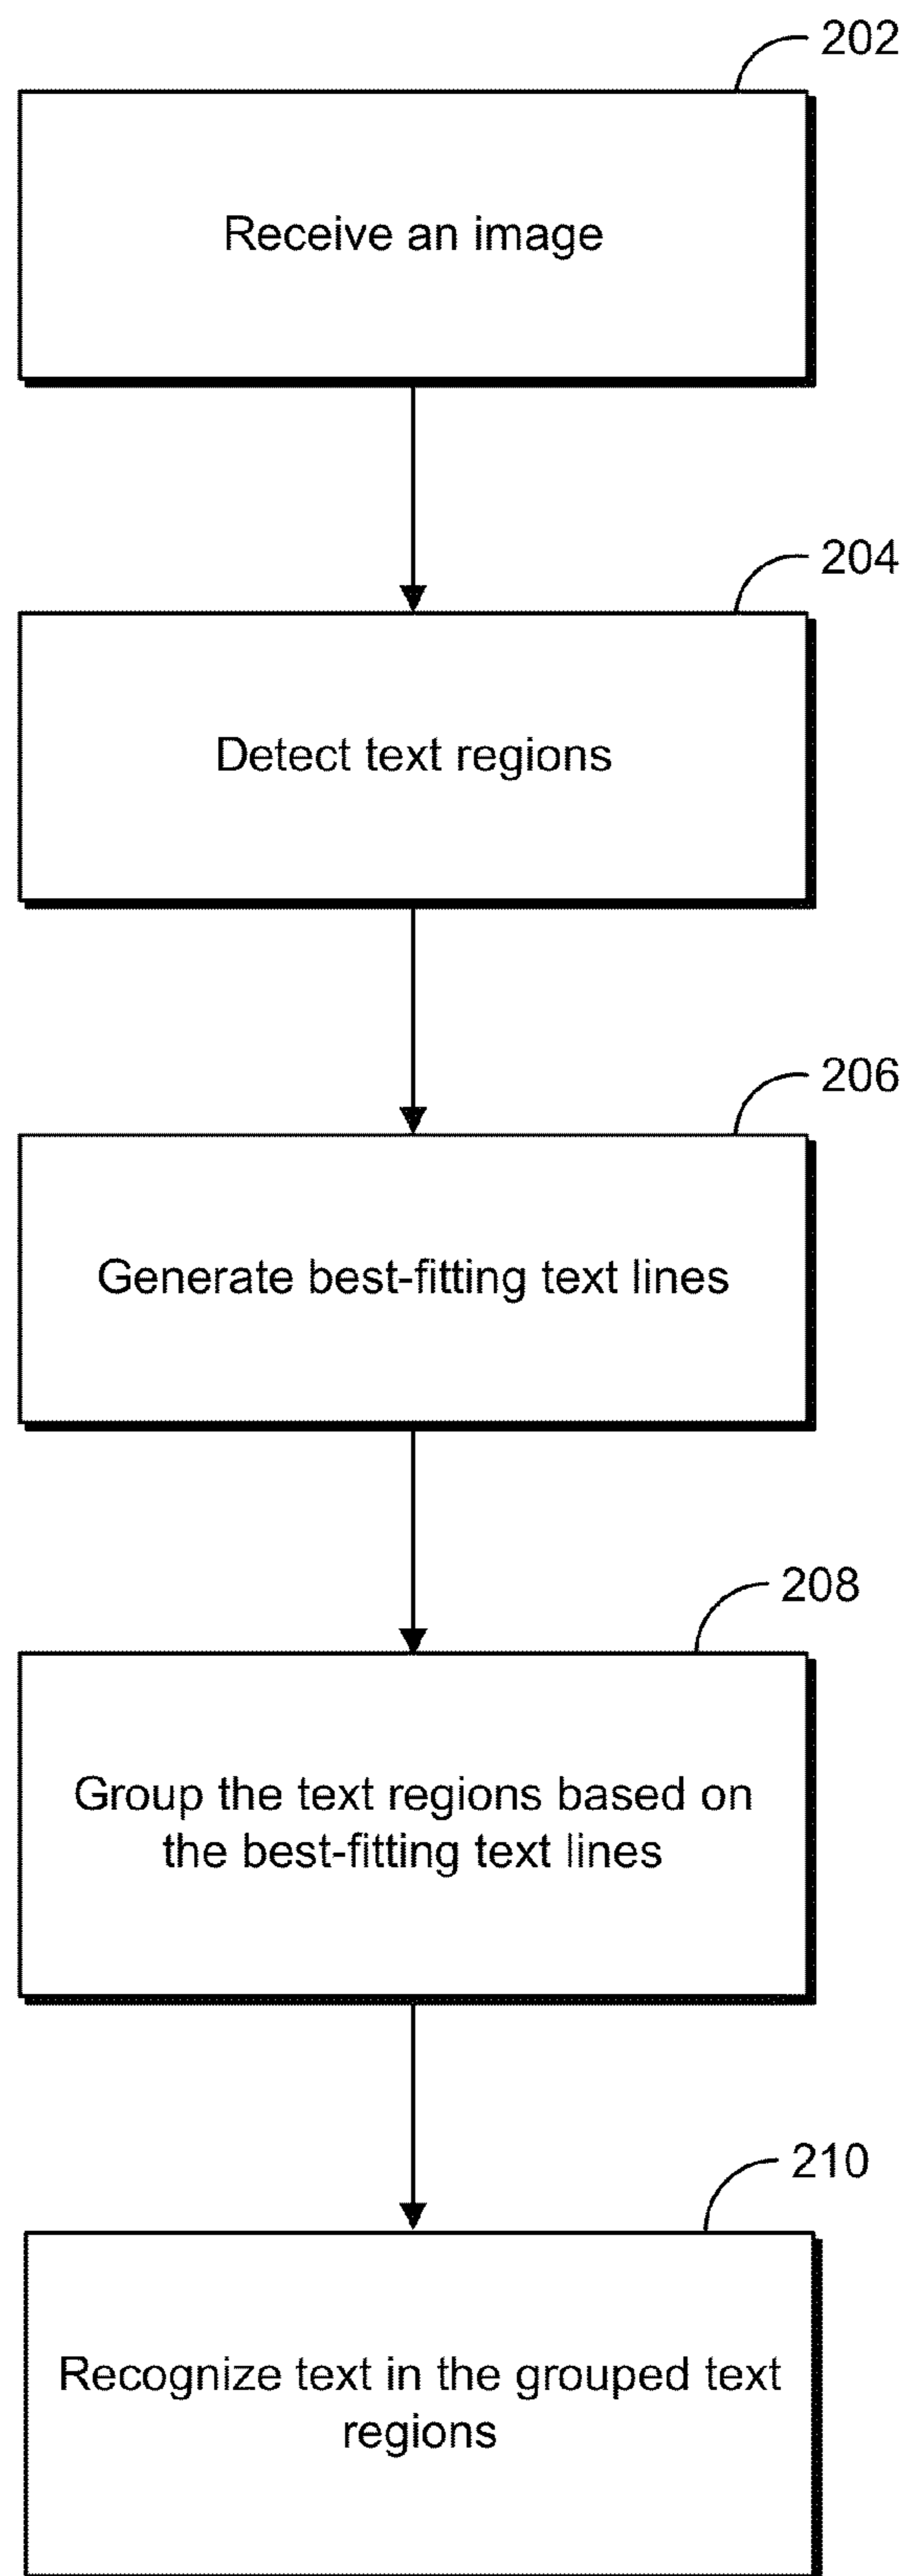 202
Receive an image
204
Detect text regions
206
Generate best-fitting text lines
208
Group the text regions based on
the best-fitting text lines
210
Recognize text in the grouped text
regions